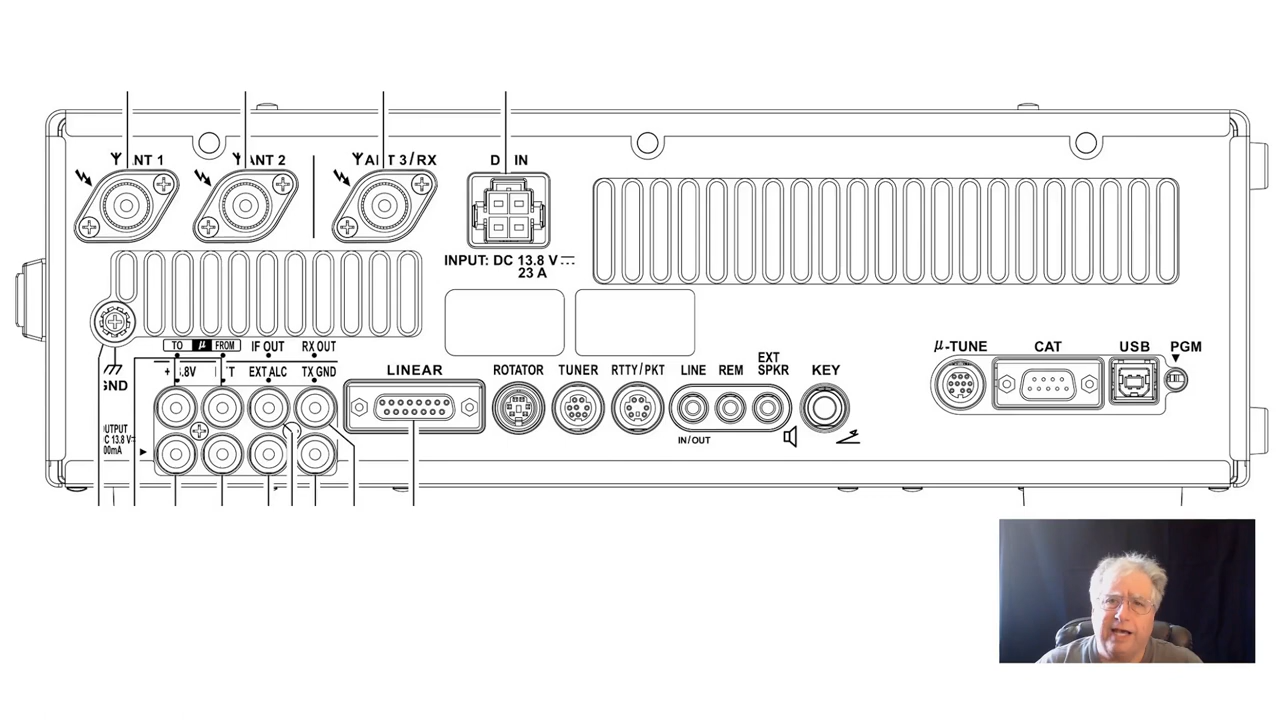 ANT 1
ANT 2
3/RX
IN
INPUT: DC 13.8 V
23 A
TO µ FROM
IF OUT
RX OUT
EXT ALC
TX GND
LINEAR
ROTATOR
TUNER
RTTY/PKT
LINE
REM
EXT
SPKR
KEY
IN/OUT
µ-TUNE
CAT
USB
PGM
GND
13.8 V